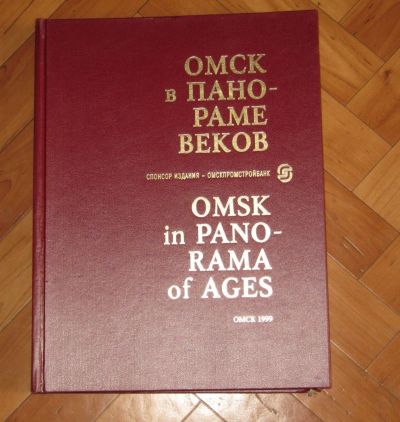 ОМСК
в ПАНО-
РАМЕ
ВЕКОВ
СПОНСОР ИЗДАНИЯ – ОМСКПРОМСТРОЙБАНК
OMSK
in PANO-
RAMA
of AGES
ОМСК 1999